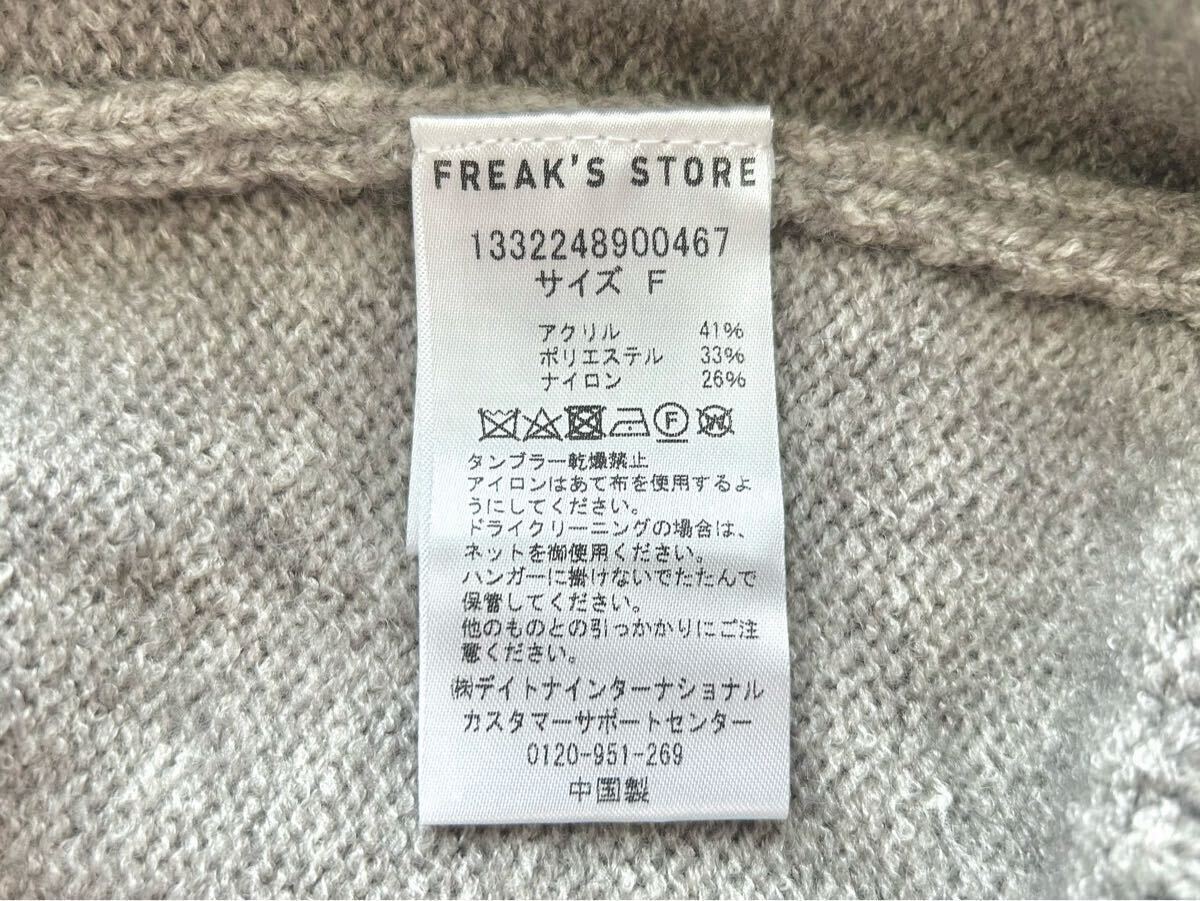 FREAK'S STORE
1332248900467
サイズ F
アクリル 41%
ポリエステル 33%
ナイロン 26%
F W
タンブラー乾燥禁止
アイロンはあて布を使用するよ
うにしてください。
ドライクリーニングの場合は、
ネットを御使用ください。
ハンガーに掛けないでたたんで
保管してください。
他のものとの引っかかりにご注
意ください。
㈱デイトナインターナショナル
カスタマーサポートセンター
0120-951-269
中国製